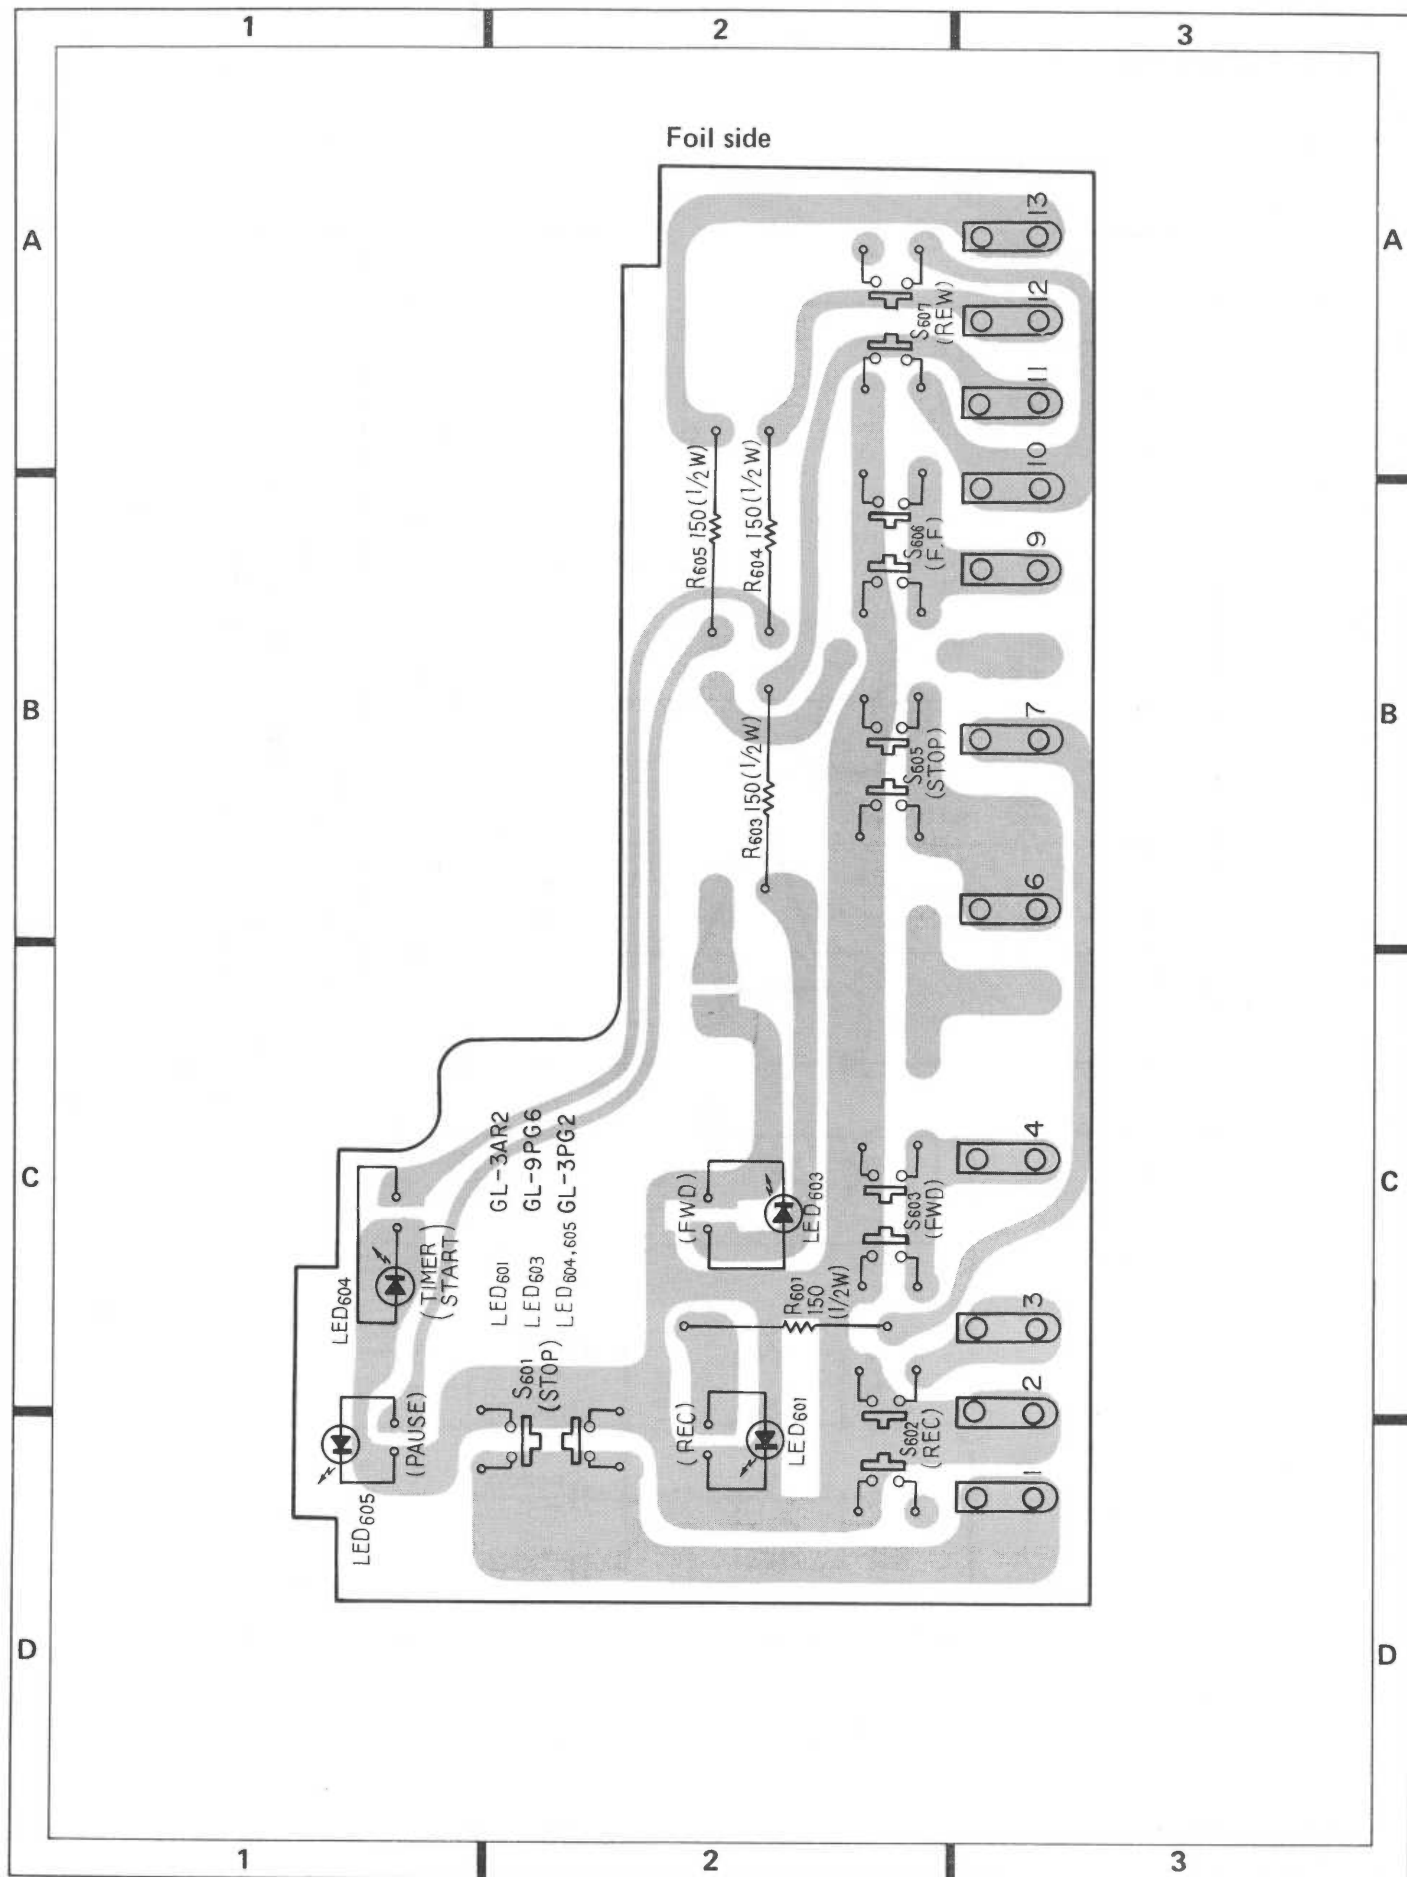 1 2 3
Foil side
A A
13
12
S607
(REW)
11
10
R605 150 (1/2W)
R604 150 (1/2W)
S606
(F.F)
9
B B
7
S605
(STOP)
R603 150 (1/2W)
6
C C
4
LED601 GL-3AR2
LED603 GL-9PG6
LED604,605 GL-3PG2
(FWD)
LED603
S603
(FWD)
LED604
(TIMER START)
R601
150
(1/2W)
3
S601
(STOP)
2
(PAUSE)
LED605
(REC)
LED601
S602
(REC)
1
D D
1 2 3